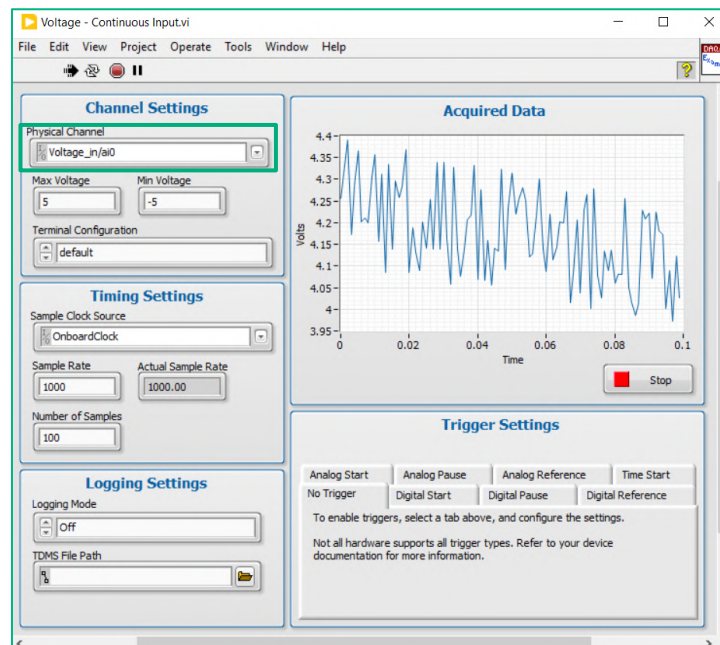 Voltage - Continuous Input.vi
File Edit View Project Operate Tools Window Help
Channel Settings
Physical Channel
Voltage_in/ai0
Max Voltage Min Voltage
5 -5
Terminal Configuration
default
Timing Settings
Sample Clock Source
OnboardClock
Sample Rate Actual Sample Rate
1000 1000.00
Number of Samples
100
Logging Settings
Logging Mode
Off
TDMS File Path
Acquired Data
4.4
4.35
4.3
4.25
4.2
4.15
4.1
4.05
4
3.95
Volts
0 0.02 0.04 0.06 0.08 0.1
Time
Stop
Trigger Settings
Analog Start Analog Pause Analog Reference Time Start
No Trigger Digital Start Digital Pause Digital Reference
To enable triggers, select a tab above, and configure the settings.
Not all hardware supports all trigger types. Refer to your device
documentation for more information.